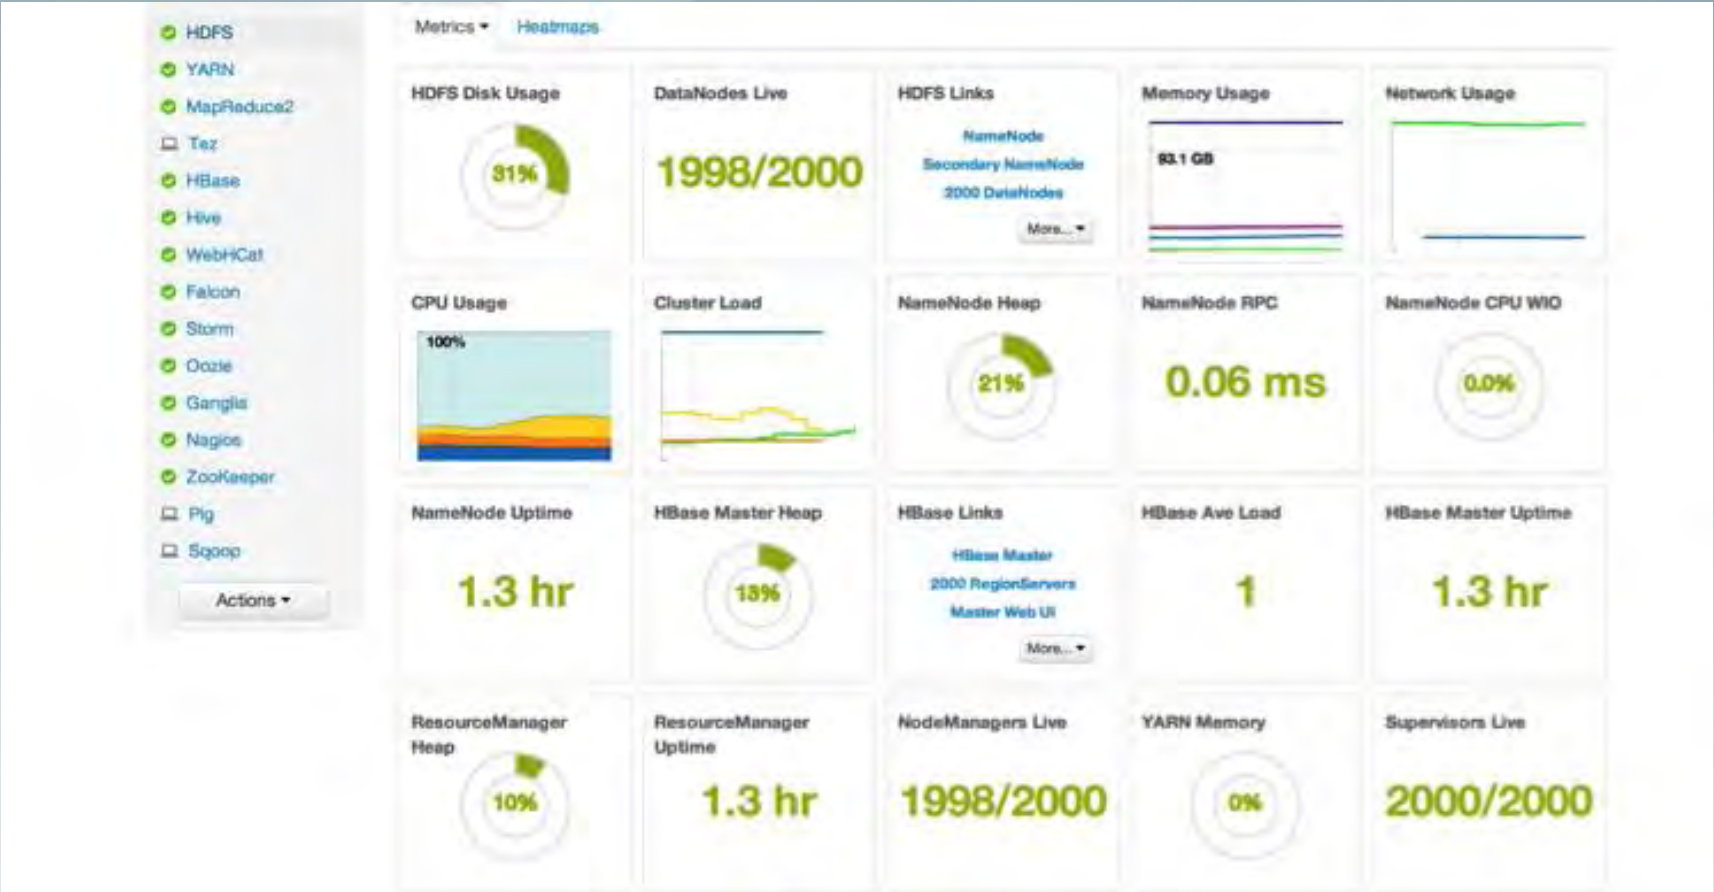 HDFS
YARN
MapReduce2
Tez
HBase
Hive
WebHCat
Falcon
Storm
Oozie
Ganglia
Nagios
ZooKeeper
Pig
Sqoop
Actions
Metrics
Heatmaps
HDFS Disk Usage
31%
DataNodes Live
1998/2000
HDFS Links
NameNode
Secondary NameNode
2000 DataNodes
More...
Memory Usage
93.1 GB
Network Usage
CPU Usage
100%
Cluster Load
NameNode Heap
21%
NameNode RPC
0.06 ms
NameNode CPU WIO
0.0%
NameNode Uptime
1.3 hr
HBase Master Heap
13%
HBase Links
HBase Master
2000 RegionServers
Master Web UI
More...
HBase Ave Load
1
HBase Master Uptime
1.3 hr
ResourceManager
Heap
10%
ResourceManager
Uptime
1.3 hr
NodeManagers Live
1998/2000
YARN Memory
0%
Supervisors Live
2000/2000